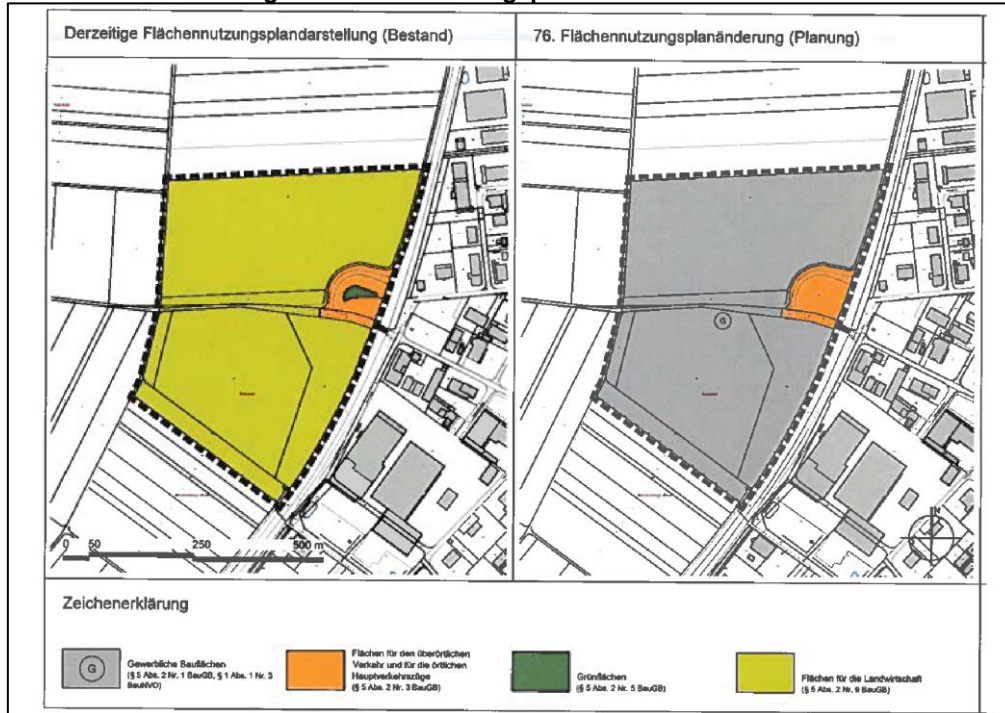 Derzeitige Flächennutzungsplandarstellung (Bestand)
76. Flächennutzungsplanänderung (Planung)
G
N
0 50 250 500 m
Zeichenerklärung
G
Gewerbliche Bauflächen
(§ 5 Abs. 2 Nr. 1 BauGB, § 1 Abs. 1 Nr. 3
BauNVO)
Flächen für den überörtlichen
Verkehr und für die örtlichen
Hauptverkehrszüge
(§ 5 Abs. 2 Nr. 3 BauGB)
Grünflächen
(§ 5 Abs. 2 Nr. 5 BauGB)
Flächen für die Landwirtschaft
(§ 5 Abs. 2 Nr. 9 BauGB)